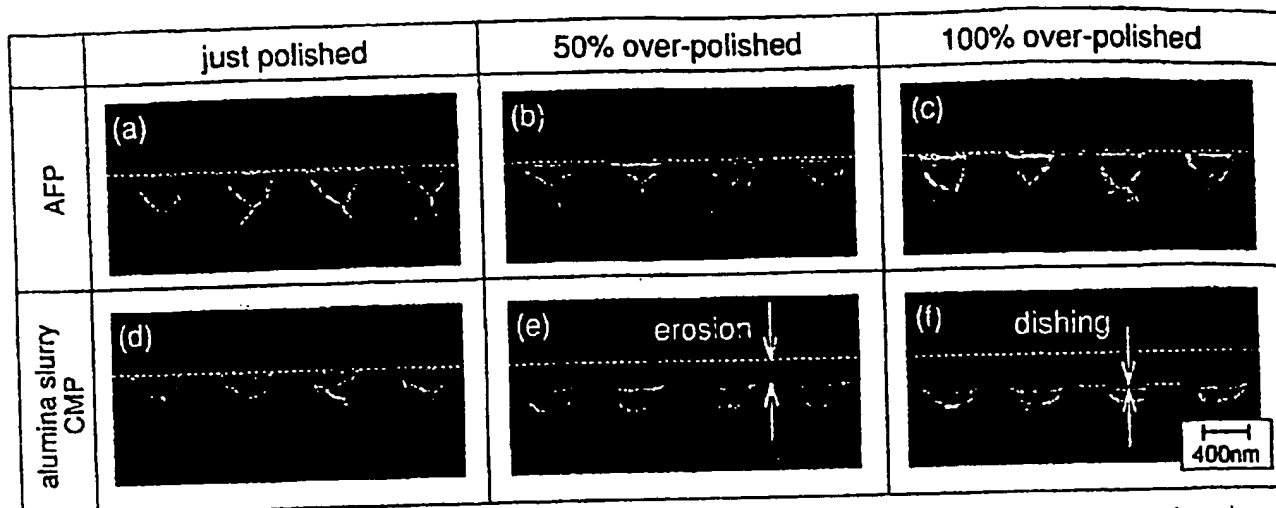 just polished
50% over-polished
100% over-polished
AFP
(a)
(b)
(c)
alumina slurry
CMP
(d)
(e)
erosion
(f)
dishing
400nm